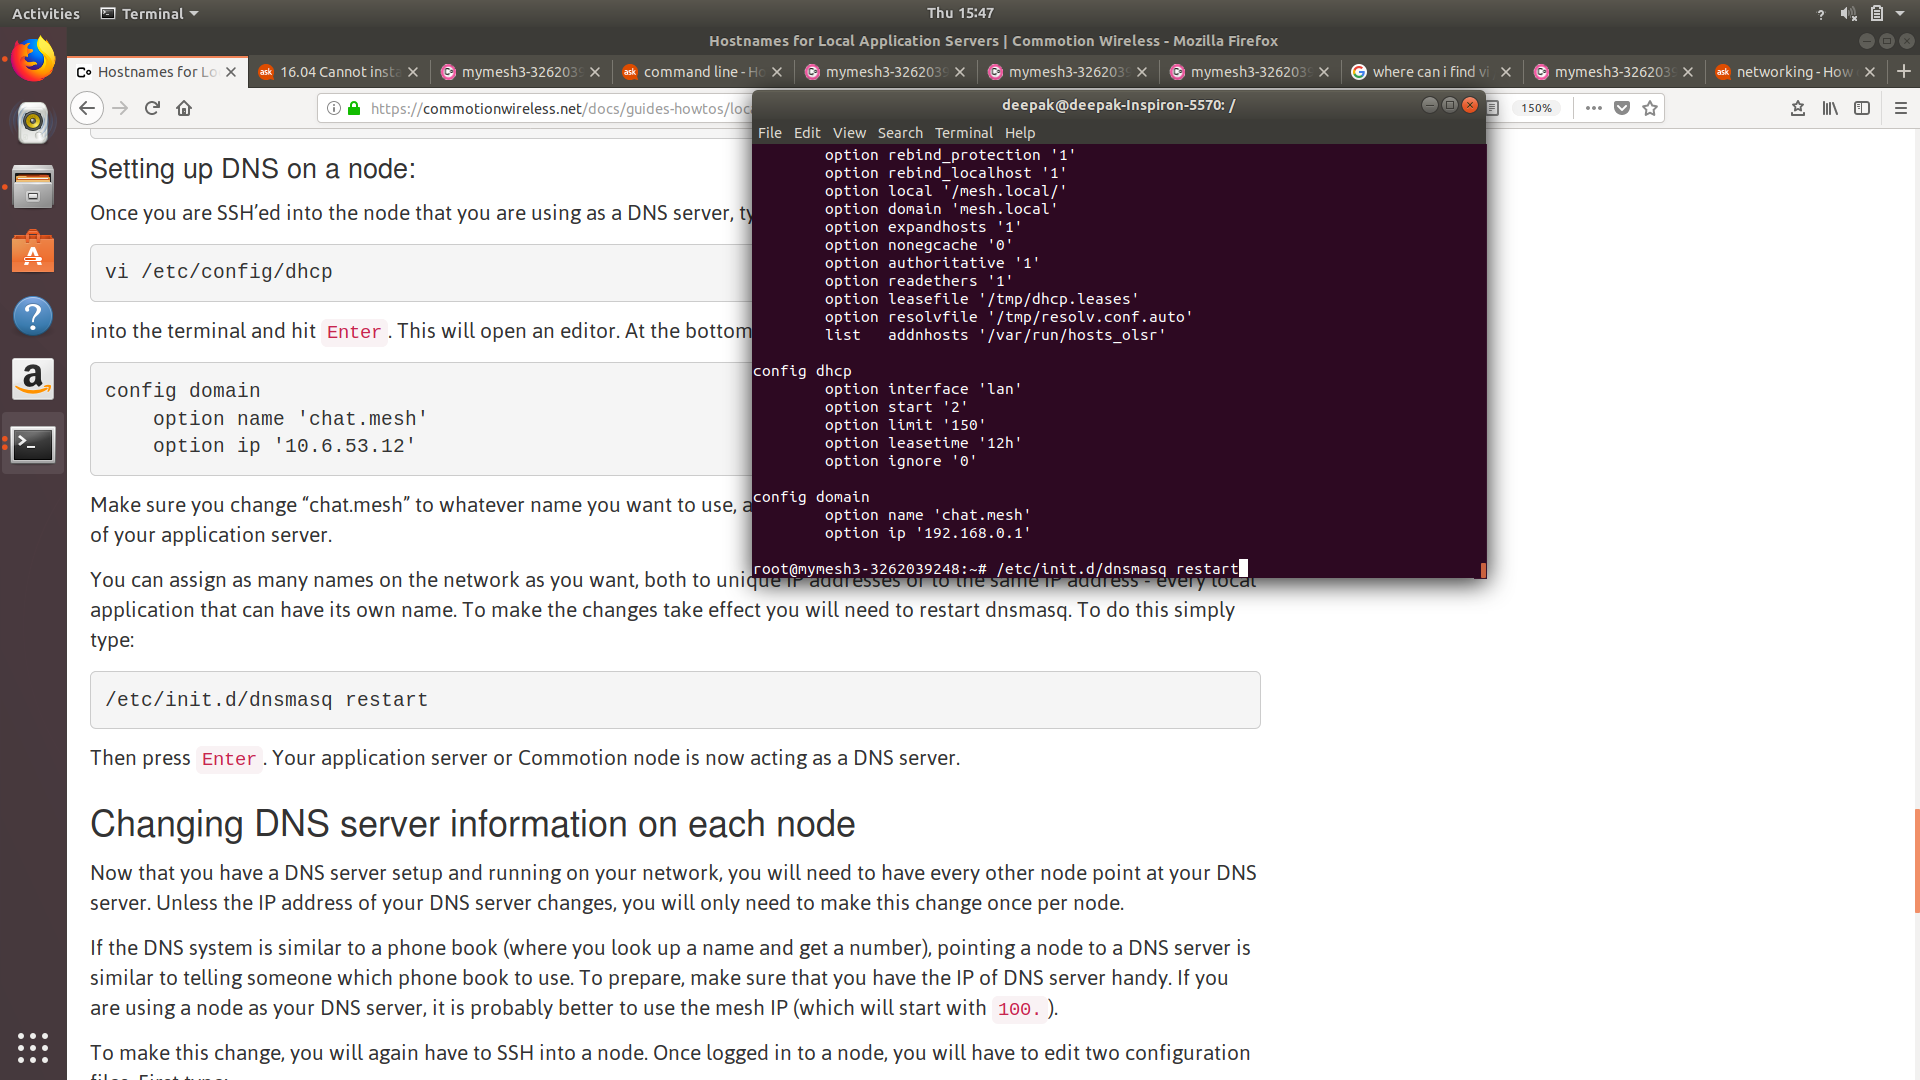 Activities
Terminal
Thu 15:47
?
Hostnames for Local Application Servers | Commotion Wireless - Mozilla Firefox
Hostnames for Lo
16.04 Cannot insta
mymesh3-3262039
command line - Ho
mymesh3-3262039
mymesh3-3262039
mymesh3-3262039
where can i find vi
mymesh3-3262039
networking - How
https://commotionwireless.net/docs/guides-howtos/loca
150%
deepak@deepak-Inspiron-5570: /
File Edit View Search Terminal Help
option rebind_protection '1'
option rebind_localhost '1'
option local '/mesh.local/'
option domain 'mesh.local'
option expandhosts '1'
option nonegcache '0'
option authoritative '1'
option readethers '1'
option leasefile '/tmp/dhcp.leases'
option resolvfile '/tmp/resolv.conf.auto'
list addnhosts '/var/run/hosts_olsr'
config dhcp
option interface 'lan'
option start '2'
option limit '150'
option leasetime '12h'
option ignore '0'
config domain
option name 'chat.mesh'
option ip '192.168.0.1'
root@mymesh3-3262039248:~# /etc/init.d/dnsmasq restart
Setting up DNS on a node:
Once you are SSH’ed into the node that you are using as a DNS server, ty
vi /etc/config/dhcp
into the terminal and hit Enter. This will open an editor. At the bottom
config domain
option name 'chat.mesh'
option ip '10.6.53.12'
Make sure you change “chat.mesh” to whatever name you want to use, a
of your application server.
You can assign as many names on the network as you want, both to unique IP addresses or to the same IP address - every local
application that can have its own name. To make the changes take effect you will need to restart dnsmasq. To do this simply
type:
/etc/init.d/dnsmasq restart
Then press Enter. Your application server or Commotion node is now acting as a DNS server.
Changing DNS server information on each node
Now that you have a DNS server setup and running on your network, you will need to have every other node point at your DNS
server. Unless the IP address of your DNS server changes, you will only need to make this change once per node.
If the DNS system is similar to a phone book (where you look up a name and get a number), pointing a node to a DNS server is
similar to telling someone which phone book to use. To prepare, make sure that you have the IP of DNS server handy. If you
are using a node as your DNS server, it is probably better to use the mesh IP (which will start with 100. ).
To make this change, you will again have to SSH into a node. Once logged in to a node, you will have to edit two configuration
files. First type: